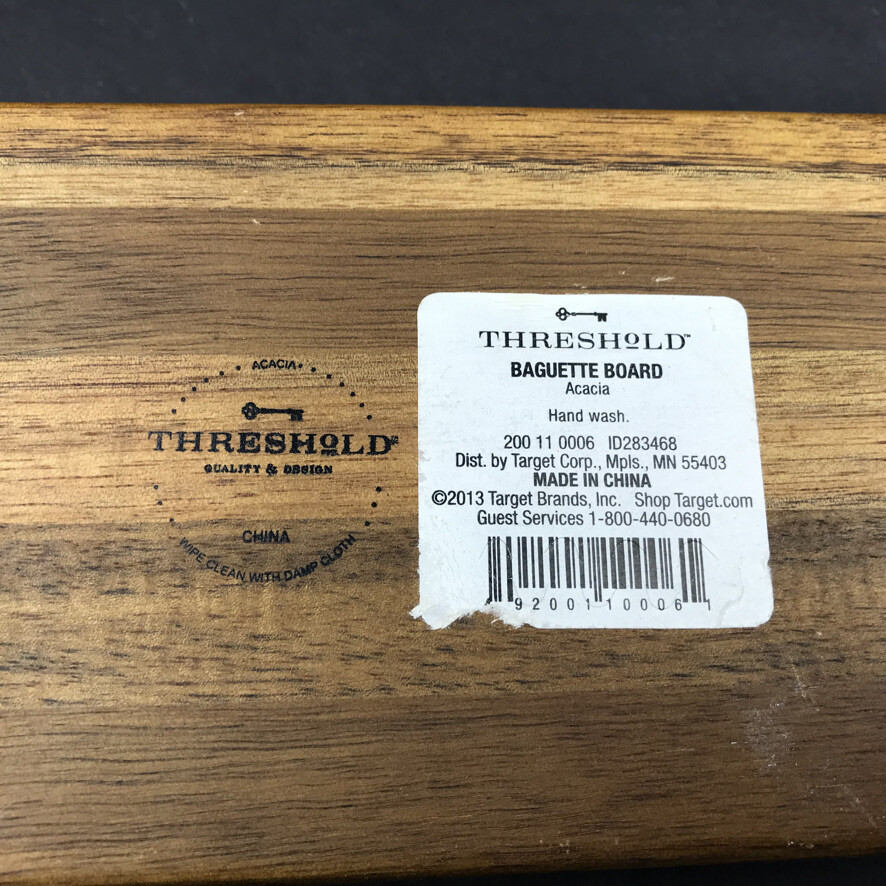 ACACIA
THRESHOLD
QUALITY & DESIGN
CHINA
WIPE CLEAN WITH DAMP CLOTH
THRESHOLD™
BAGUETTE BOARD
Acacia
Hand wash.
200 11 0006 ID283468
Dist. by Target Corp., Mpls., MN 55403
MADE IN CHINA
©2013 Target Brands, Inc. Shop Target.com
Guest Services 1-800-440-0680
92001 10006 1